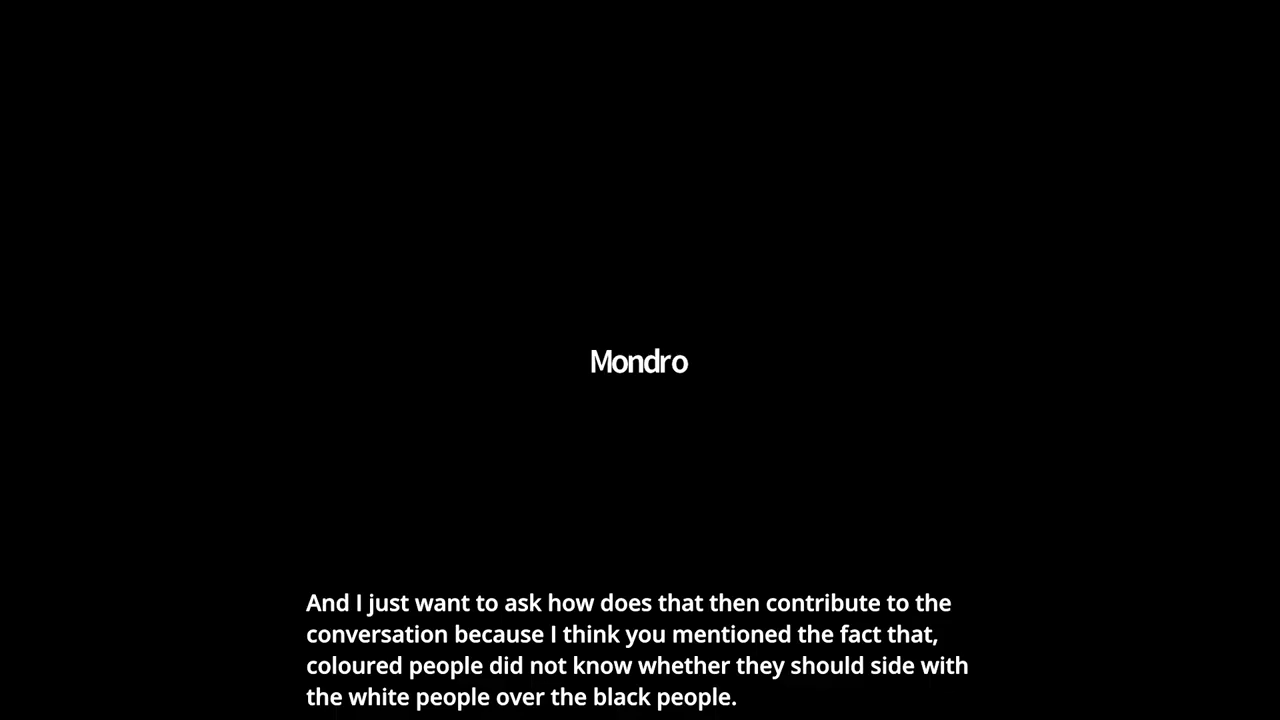 Mondro
And I just want to ask how does that then contribute to the
conversation because I think you mentioned the fact that,
coloured people did not know whether they should side with
the white people over the black people.